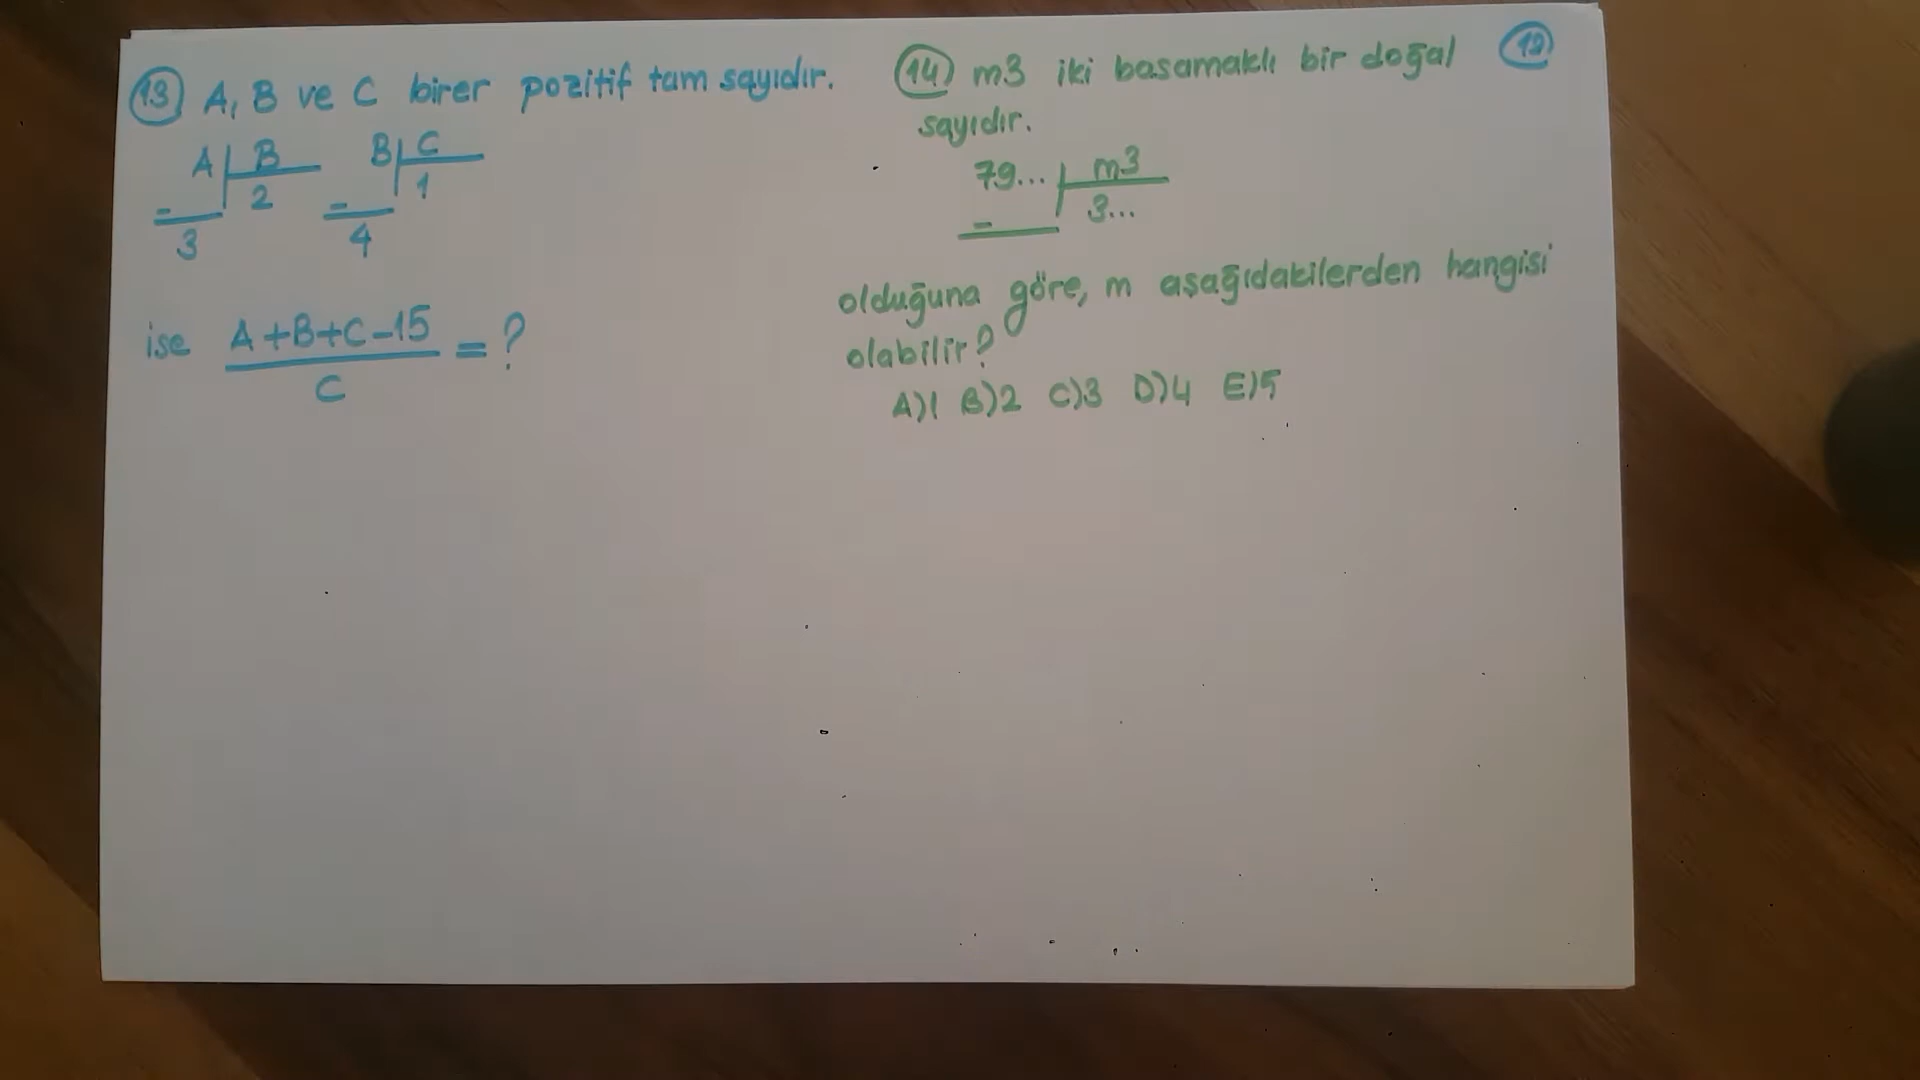 13 A, B ve C birer pozitif tam sayıdır.
A | B B | C
2 1
- -
3 4
ise A+B+C-15 = ?
C
14 m3 iki basamaklı bir doğal
sayıdır.
79... | m3
3...
-
olduğuna göre, m aşağıdakilerden hangisi
olabilir?
A)1 B)2 C)3 D)4 E)5